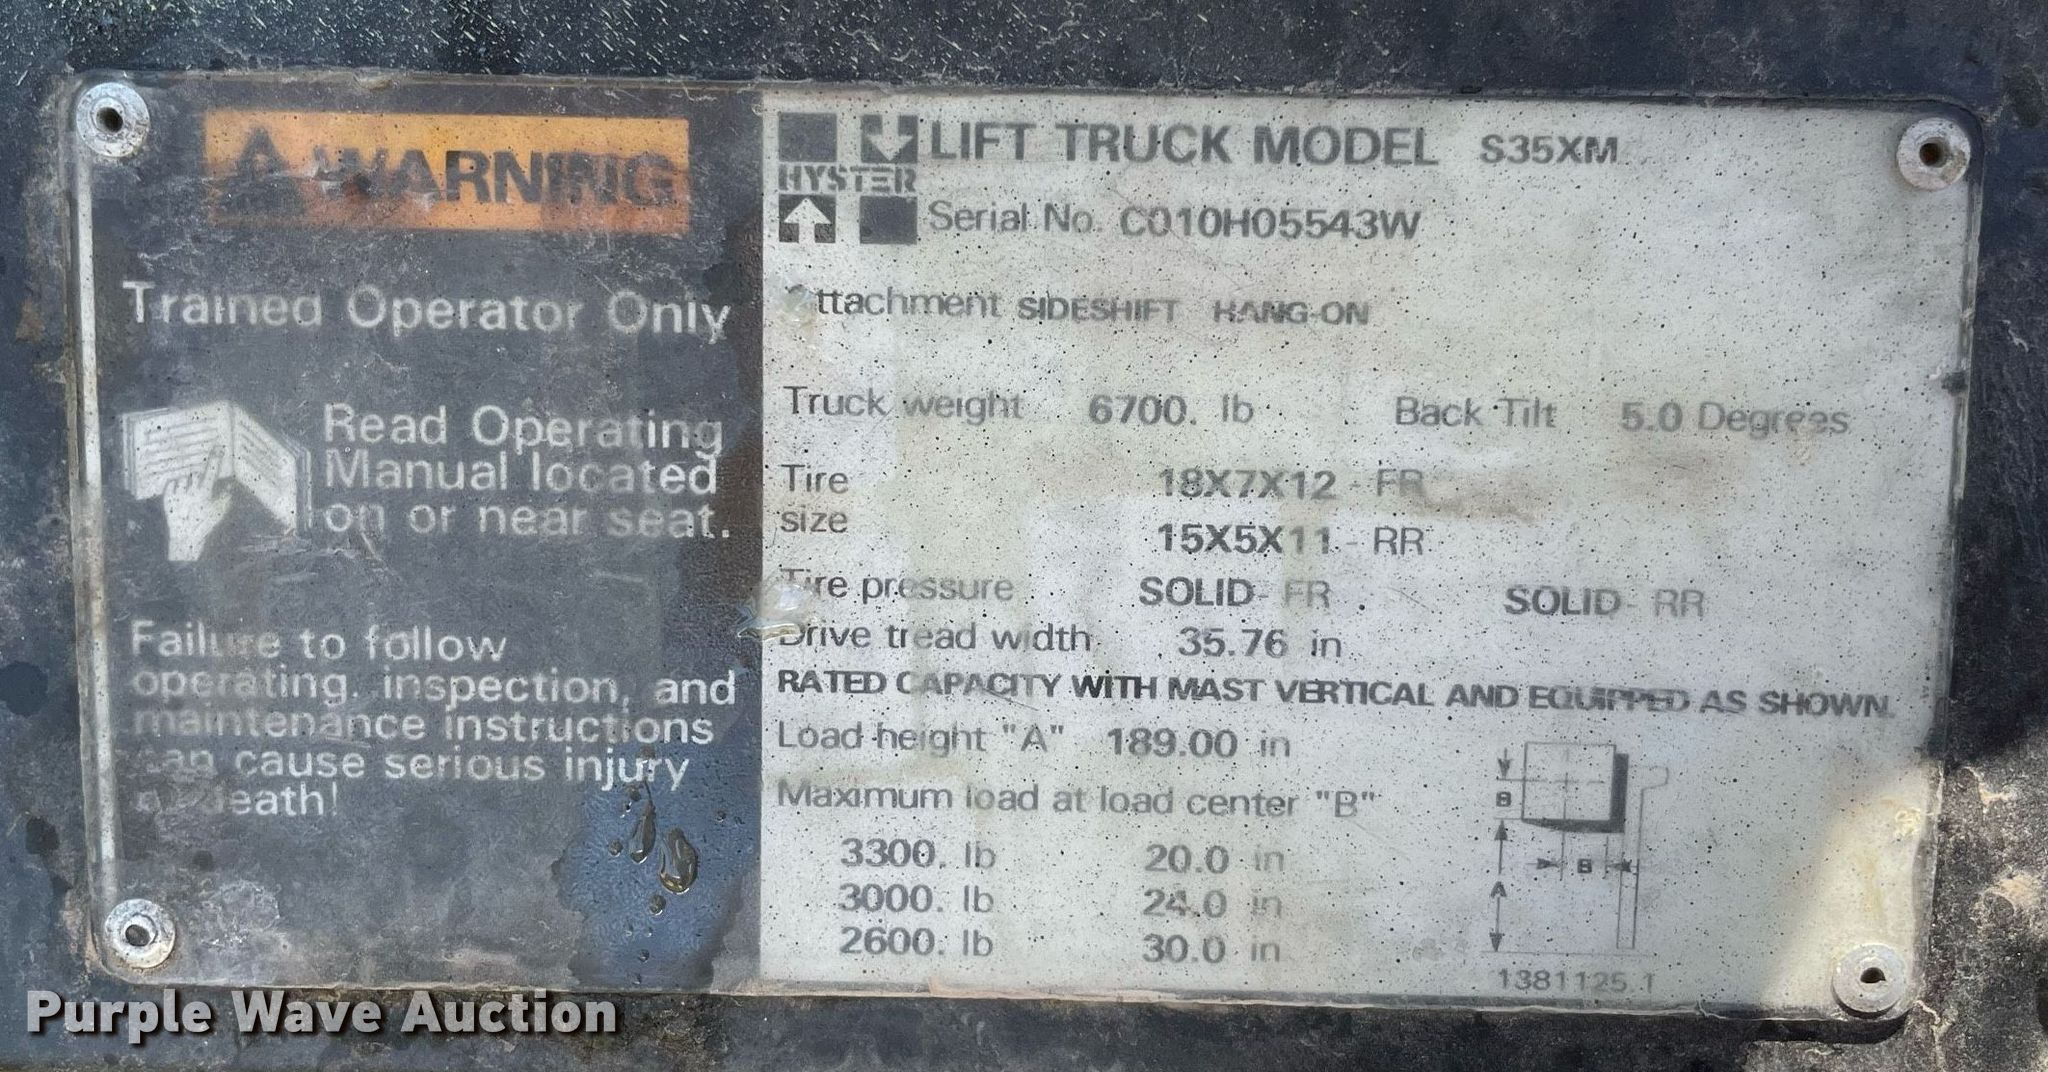 WARNING
Trained Operator Only
Read Operating
Manual located
on or near seat.
Failure to follow
operating, inspection, and
maintenance instructions
can cause serious injury
death!
HYSTER
LIFT TRUCK MODEL S35XM
Serial No. C010H05543W
Attachment SIDESHIFT HANG-ON
Truck weight 6700. lb Back Tilt 5.0 Degrees
Tire 18X7X12 - FR
size 15X5X11 - RR
Tire pressure SOLID- FR SOLID- RR
Drive tread width 35.76 in
RATED CAPACITY WITH MAST VERTICAL AND EQUIPPED AS SHOWN.
Load height "A" 189.00 in
Maximum load at load center "B"
3300. lb 20.0 in
3000. lb 24.0 in
2600. lb 30.0 in
B
B
A
1381125.1
Purple Wave Auction